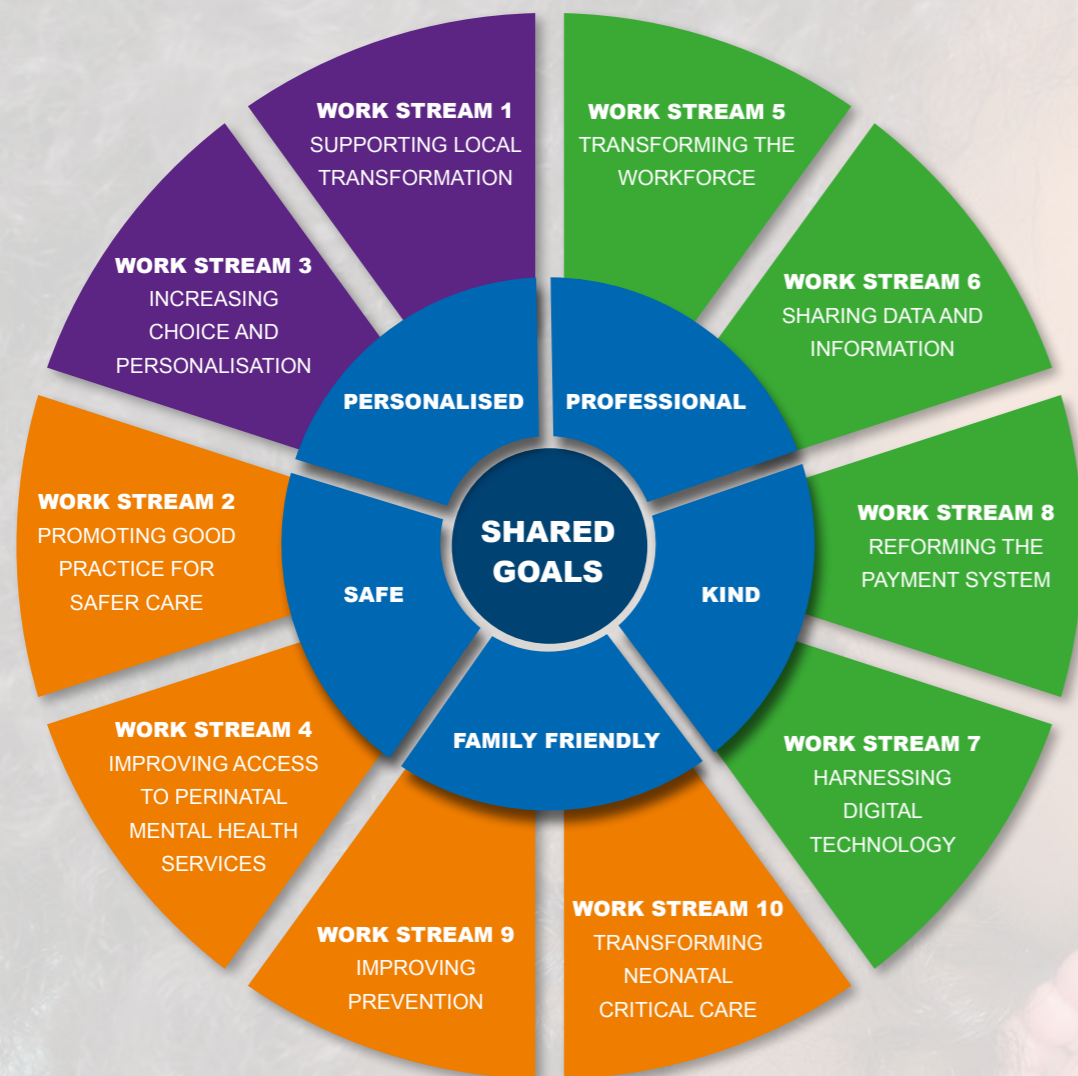 WORK STREAM 1
SUPPORTING LOCAL
TRANSFORMATION
WORK STREAM 5
TRANSFORMING THE
WORKFORCE
WORK STREAM 3
INCREASING
CHOICE AND
PERSONALISATION
WORK STREAM 6
SHARING DATA AND
INFORMATION
PERSONALISED
PROFESSIONAL
WORK STREAM 2
PROMOTING GOOD
PRACTICE FOR
SAFER CARE
SHARED
GOALS
WORK STREAM 8
REFORMING THE
PAYMENT SYSTEM
SAFE
KIND
WORK STREAM 4
IMPROVING ACCESS
TO PERINATAL
MENTAL HEALTH
SERVICES
FAMILY FRIENDLY
WORK STREAM 7
HARNESSING
DIGITAL
TECHNOLOGY
WORK STREAM 9
IMPROVING
PREVENTION
WORK STREAM 10
TRANSFORMING
NEONATAL
CRITICAL CARE